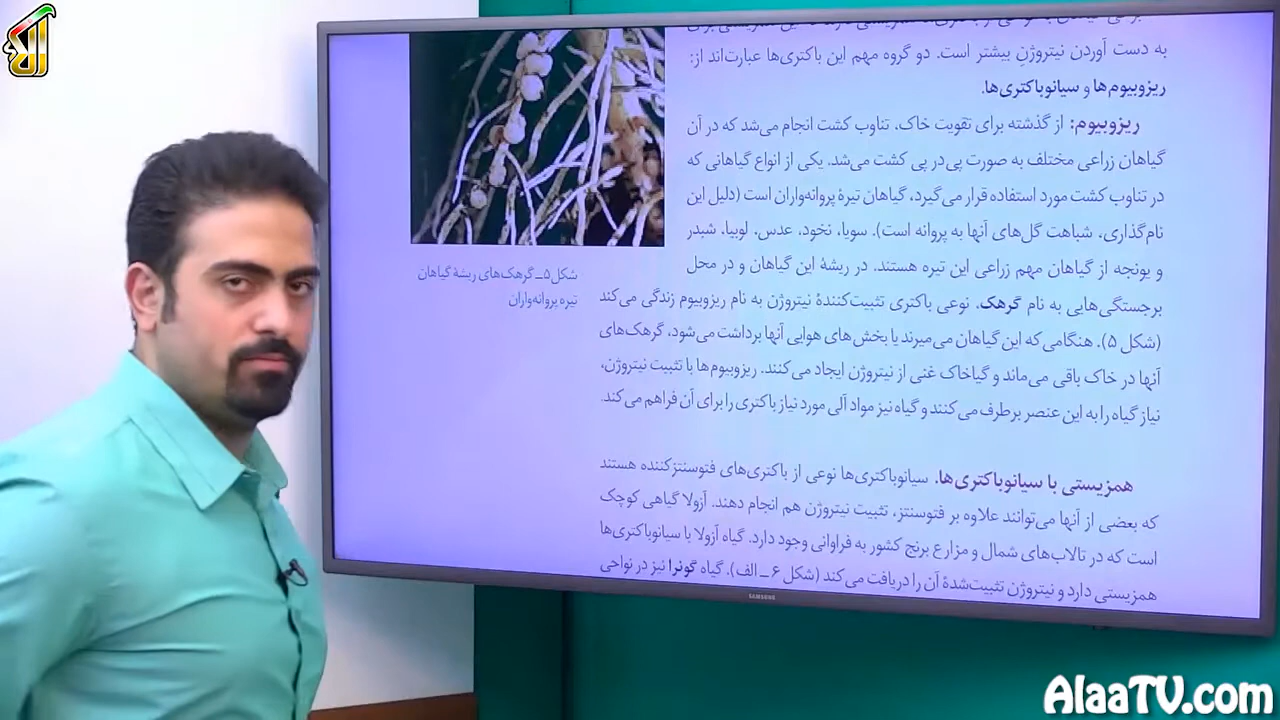 به دست آوردن نیتروژن بیشتر است. دو گروه مهم این باکتری‌ها عبارت‌اند از:
ریزوبیوم‌ها و سیانوباکتری‌ها.
ریزوبیوم: از گذشته برای تقویت خاک، تناوب کشت انجام می‌شد که در آن
گیاهان زراعی مختلف به صورت پی‌در پی کشت می‌شد. یکی از انواع گیاهانی که
در تناوب کشت مورد استفاده قرار می‌گیرد، گیاهان تیرهٔ پروانه‌واران است (دلیل این
نام‌گذاری، شباهت گل‌های آنها به پروانه است). سویا، نخود، عدس، لوبیا، شبدر
و یونجه از گیاهان مهم زراعی این تیره هستند. در ریشهٔ این گیاهان و در محل
برجستگی‌هایی به نام گرهک، نوعی باکتری تثبیت‌کنندهٔ نیتروژن به نام ریزوبیوم زندگی می‌کند
(شکل ۵). هنگامی که این گیاهان می‌میرند یا بخش‌های هوایی آنها برداشت می‌شود، گرهک‌های
آنها در خاک باقی می‌ماند و گیاخاک غنی از نیتروژن ایجاد می‌کنند. ریزوبیوم‌ها با تثبیت نیتروژن،
نیاز گیاه را به این عنصر برطرف می‌کنند و گیاه نیز مواد آلی مورد نیاز باکتری را برای آن فراهم می‌کند.
شکل ۵ـ گرهک‌های ریشهٔ گیاهان
تیره پروانه‌واران
همزیستی با سیانوباکتری‌ها. سیانوباکتری‌ها نوعی از باکتری‌های فتوسنتزکننده هستند
که بعضی از آنها می‌توانند علاوه بر فتوسنتز، تثبیت نیتروژن هم انجام دهند. آزولا گیاهی کوچک
است که در تالاب‌های شمال و مزارع برنج کشور به فراوانی وجود دارد. گیاه آزولا با سیانوباکتری‌ها
همزیستی دارد و نیتروژن تثبیت‌شدهٔ آن را دریافت می‌کند (شکل ۶ ـ الف). گیاه گونرا نیز در نواحی
SAMSUNG
AlaaTV.com